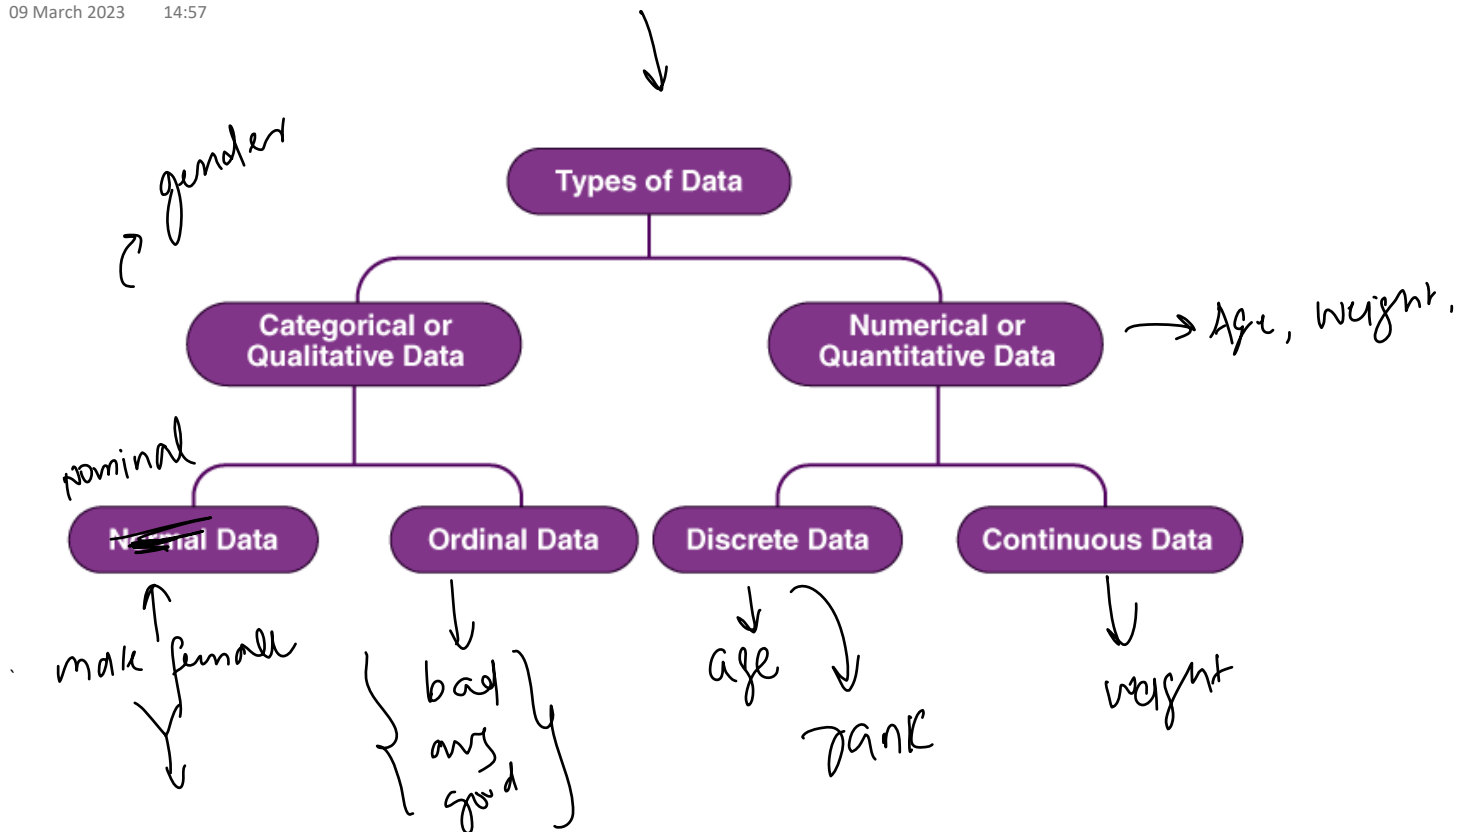 09 March 2023 14:57
gender
Types of Data
Categorical or
Qualitative Data
Numerical or
Quantitative Data
Age, weight,
nominal
Normal Data
Ordinal Data
Discrete Data
Continuous Data
male female
bad
avg
good
age
rank
weight